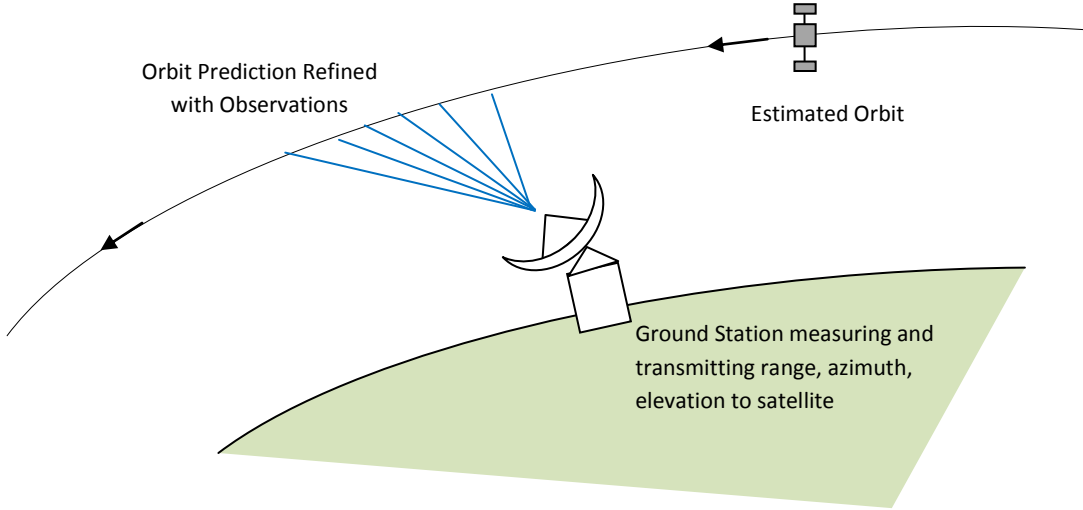 Orbit Prediction Refined
with Observations
Estimated Orbit
Ground Station measuring and
transmitting range, azimuth,
elevation to satellite